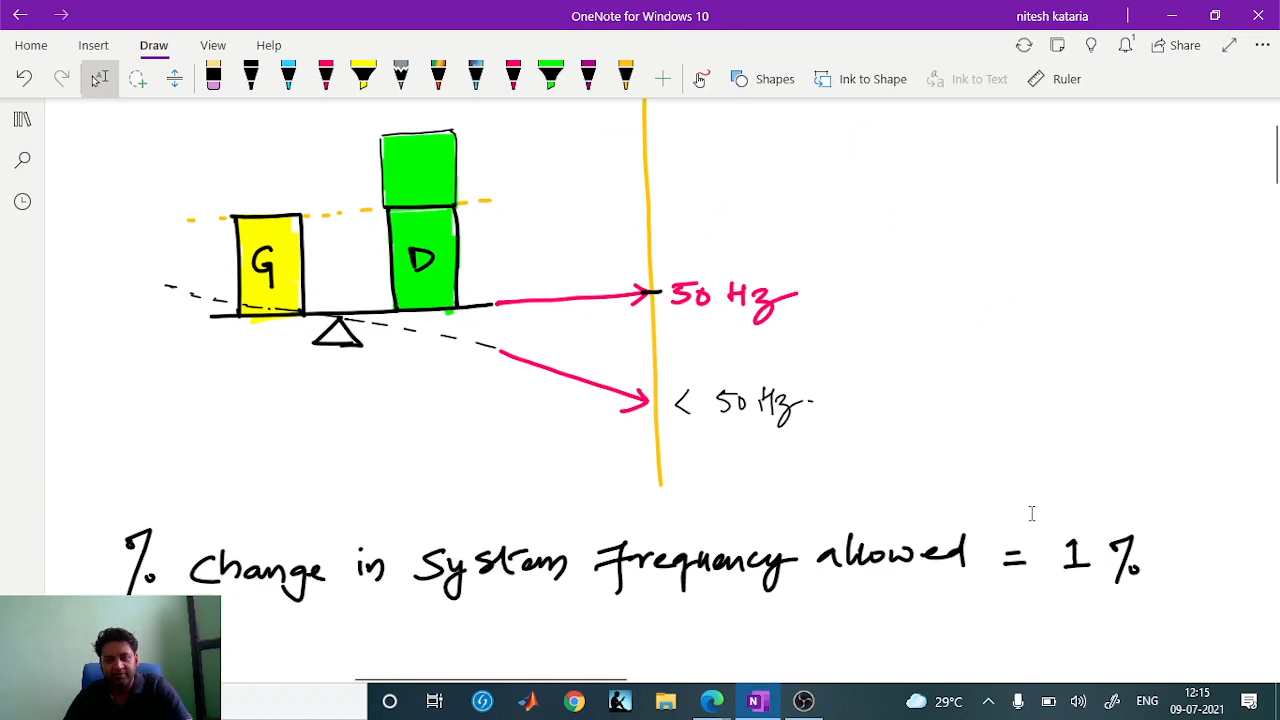 OneNote for Windows 10
nitesh kataria
Home Insert Draw View Help
Share
Shapes
Ink to Shape
Ink to Text
Ruler
G
D
50 Hz
< 50 Hz
% change in system frequency allowed = 1 %
29°C
ENG
12:15
09-07-2021